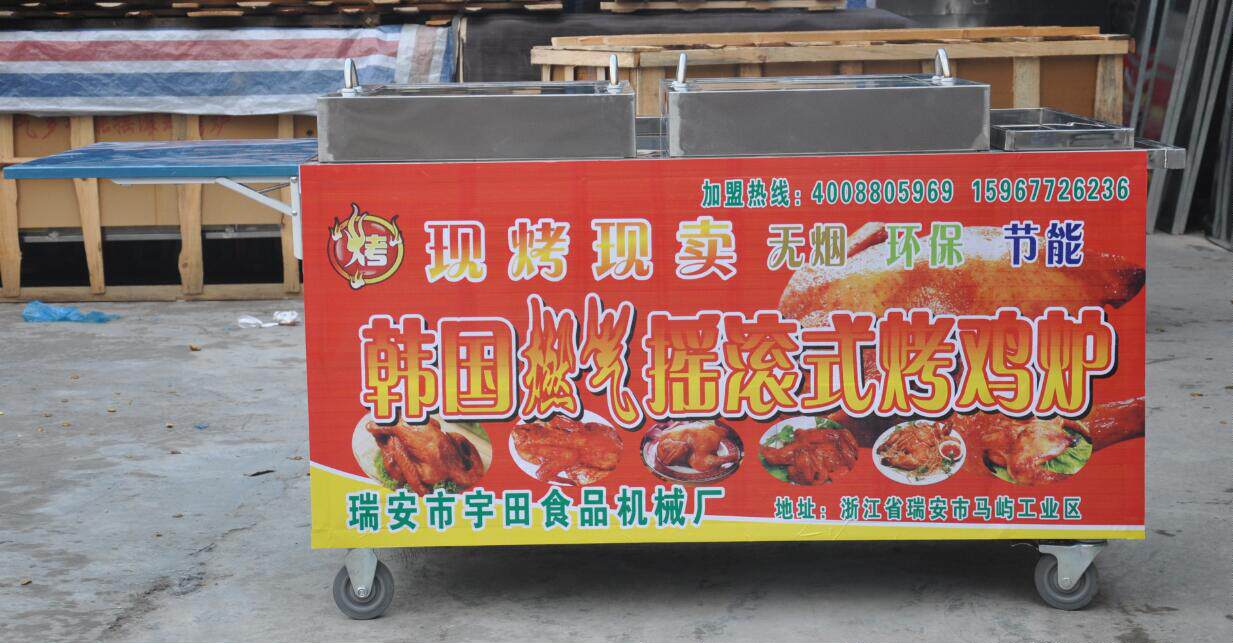 加盟热线：4008805969 15967726236
烤
现烤现卖 无烟 环保 节能
韩国燃气摇滚式烤鸡炉
瑞安市宇田食品机械厂
地址：浙江省瑞安市马屿工业区